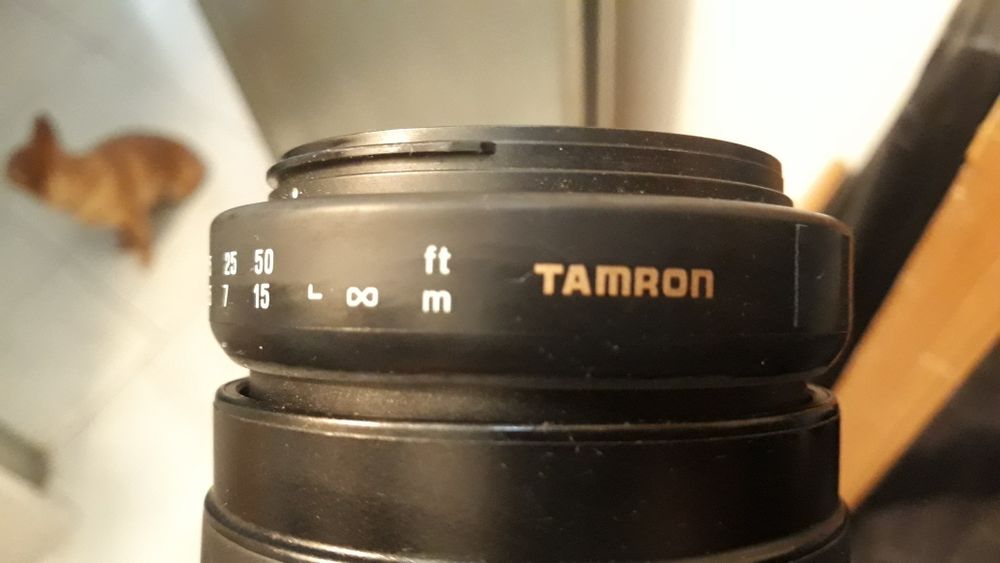 25 50 ft
7 15 ∞ m
TAMRON